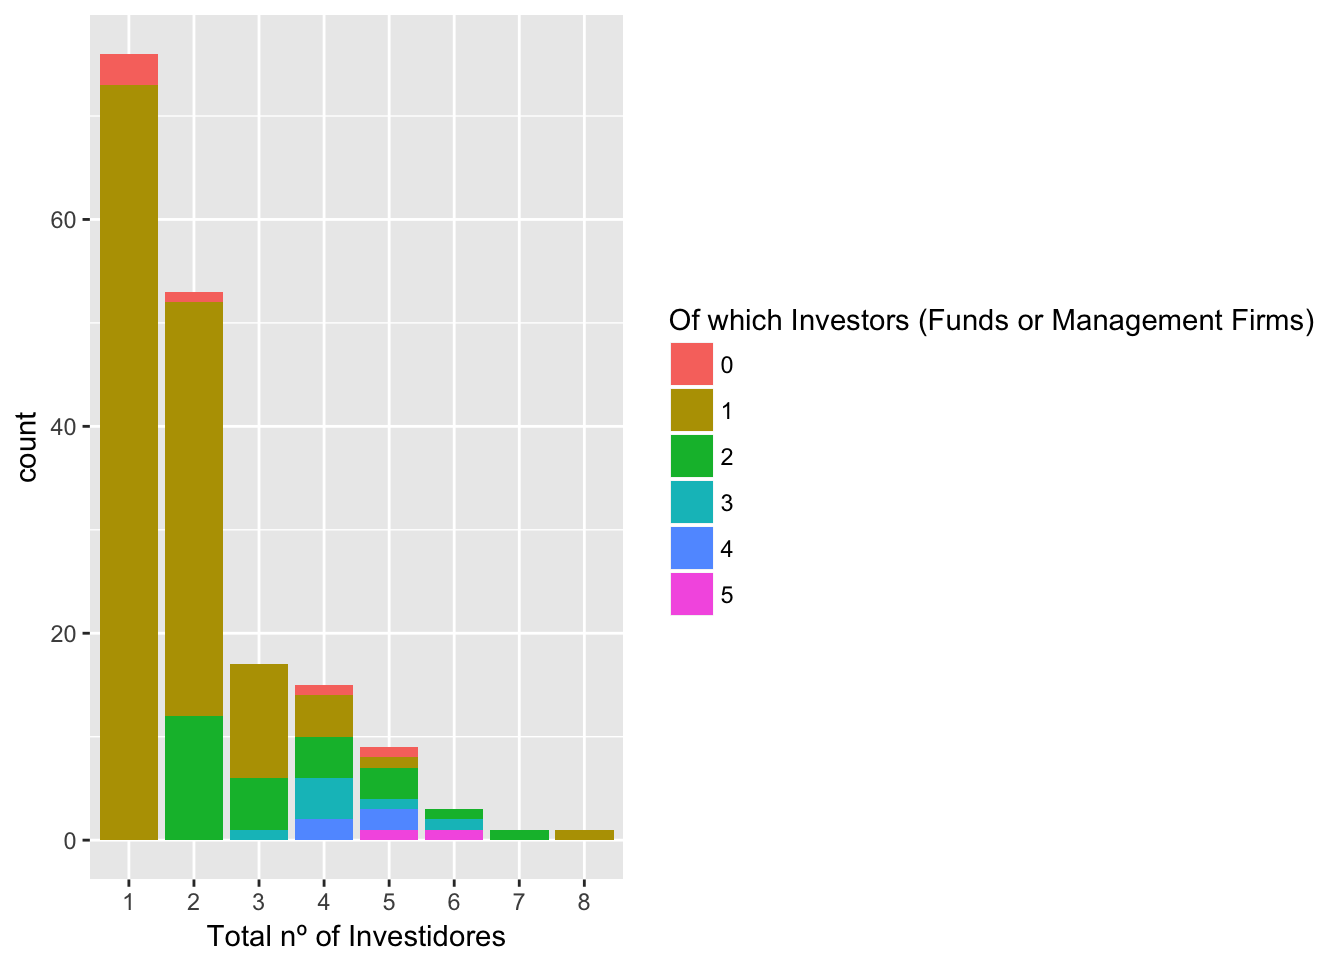 count
60
40
20
0
1 2 3 4 5 6 7 8
Total nº of Investidores
Of which Investors (Funds or Management Firms)
0
1
2
3
4
5